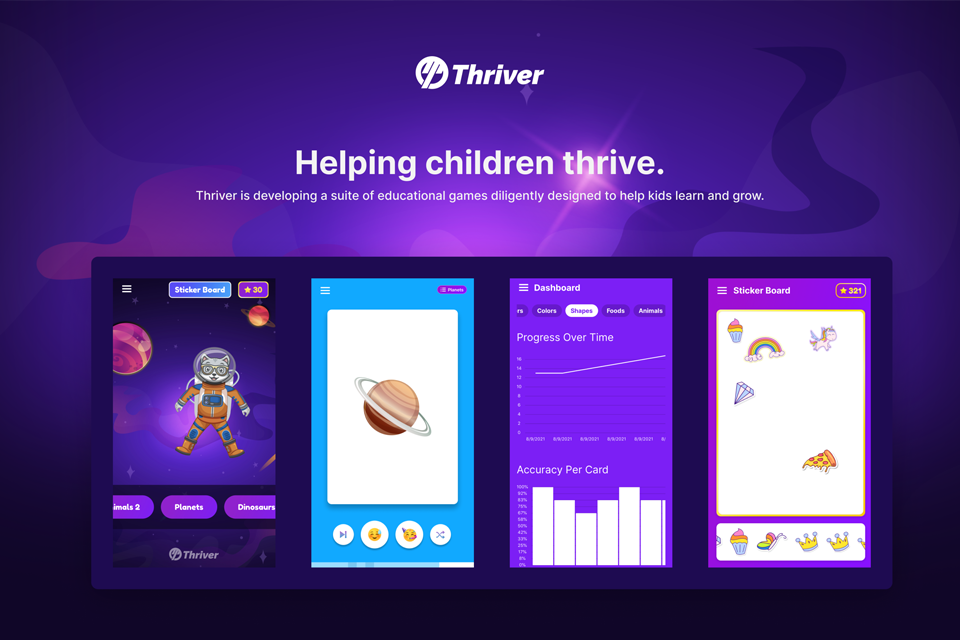 Thriver
Helping children thrive.
Thriver is developing a suite of educational games diligently designed to help kids learn and grow.
Sticker Board
30
imals 2
Planets
Dinosaurs
Thriver
Planets
Dashboard
rs
Colors
Shapes
Foods
Animals
Progress Over Time
16
14
12
10
8
6
4
2
0
8/8/2021
8/8/2021
8/8/2021
8/8/2021
8/8/2021
8/
Accuracy Per Card
100%
92%
83%
75%
67%
58%
50%
42%
33%
25%
17%
8%
0%
Sticker Board
321